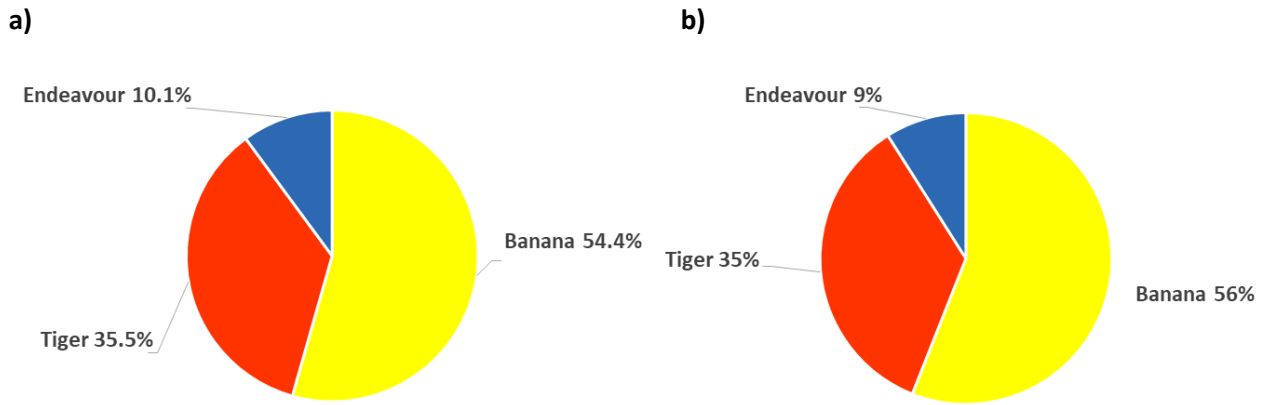 a)
Endeavour 10.1%
Banana 54.4%
Tiger 35.5%
b)
Endeavour 9%
Tiger 35%
Banana 56%